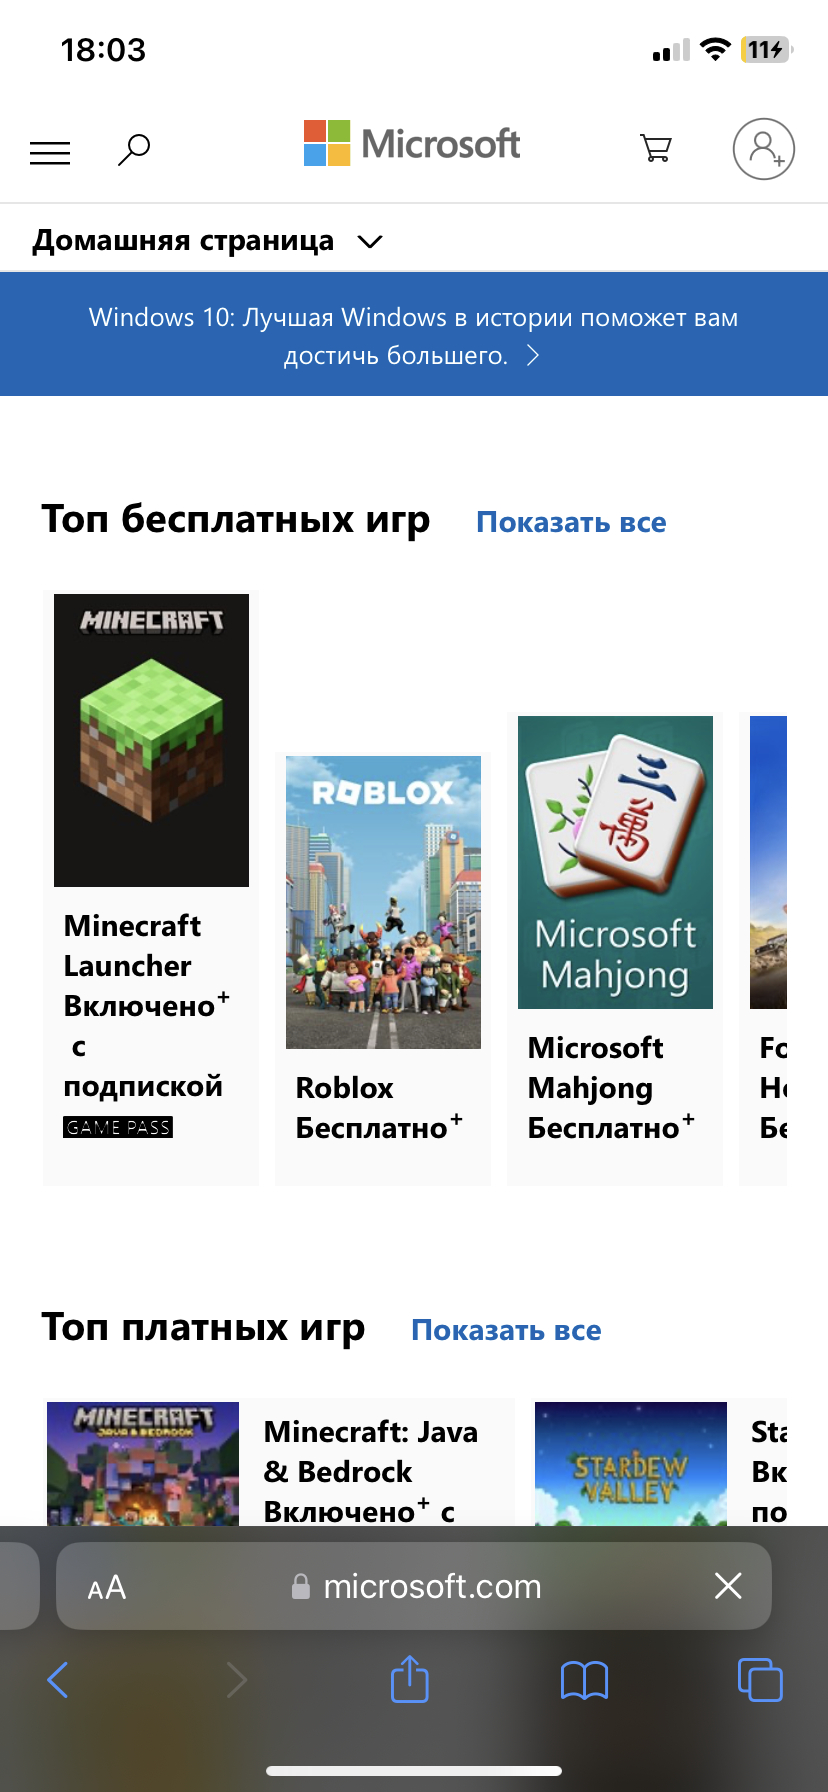 18:03
11
Microsoft
Домашняя страница
Windows 10: Лучшая Windows в истории поможет вам
достичь большего.
Топ бесплатных игр Показать все
MINECRAFT
Minecraft
Launcher
Включено+
с
подпиской
GAME PASS
ROBLOX
Roblox
Бесплатно+
Microsoft
Mahjong
Microsoft
Mahjong
Бесплатно+
Fo
Бе
Топ платных игр Показать все
MINECRAFT
JAVA & BEDROCK
Minecraft: Java
& Bedrock
Включено+ с
STARDEW
VALLEY
Sta
Вк
по
AA
microsoft.com